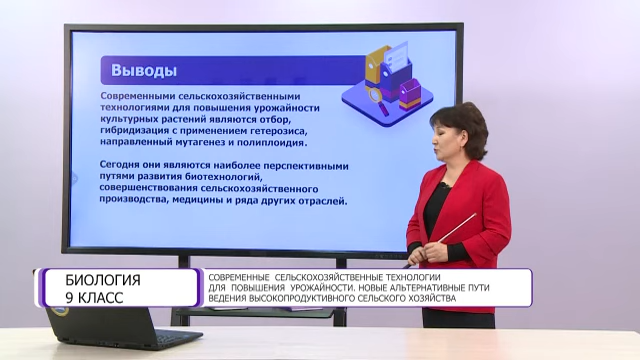 Выводы
Современными сельскохозяйственными
технологиями для повышения урожайности
культурных растений являются отбор,
гибридизация с применением гетерозиса,
направленный мутагенез и полиплоидия.
Сегодня они являются наиболее перспективными
путями развития биотехнологий,
совершенствования сельскохозяйственного
производства, медицины и ряда других отраслей.
БИОЛОГИЯ
9 КЛАСС
СОВРЕМЕННЫЕ СЕЛЬСКОХОЗЯЙСТВЕННЫЕ ТЕХНОЛОГИИ
ДЛЯ ПОВЫШЕНИЯ УРОЖАЙНОСТИ. НОВЫЕ АЛЬТЕРНАТИВНЫЕ ПУТИ
ВЕДЕНИЯ ВЫСОКОПРОДУКТИВНОГО СЕЛЬСКОГО ХОЗЯЙСТВА